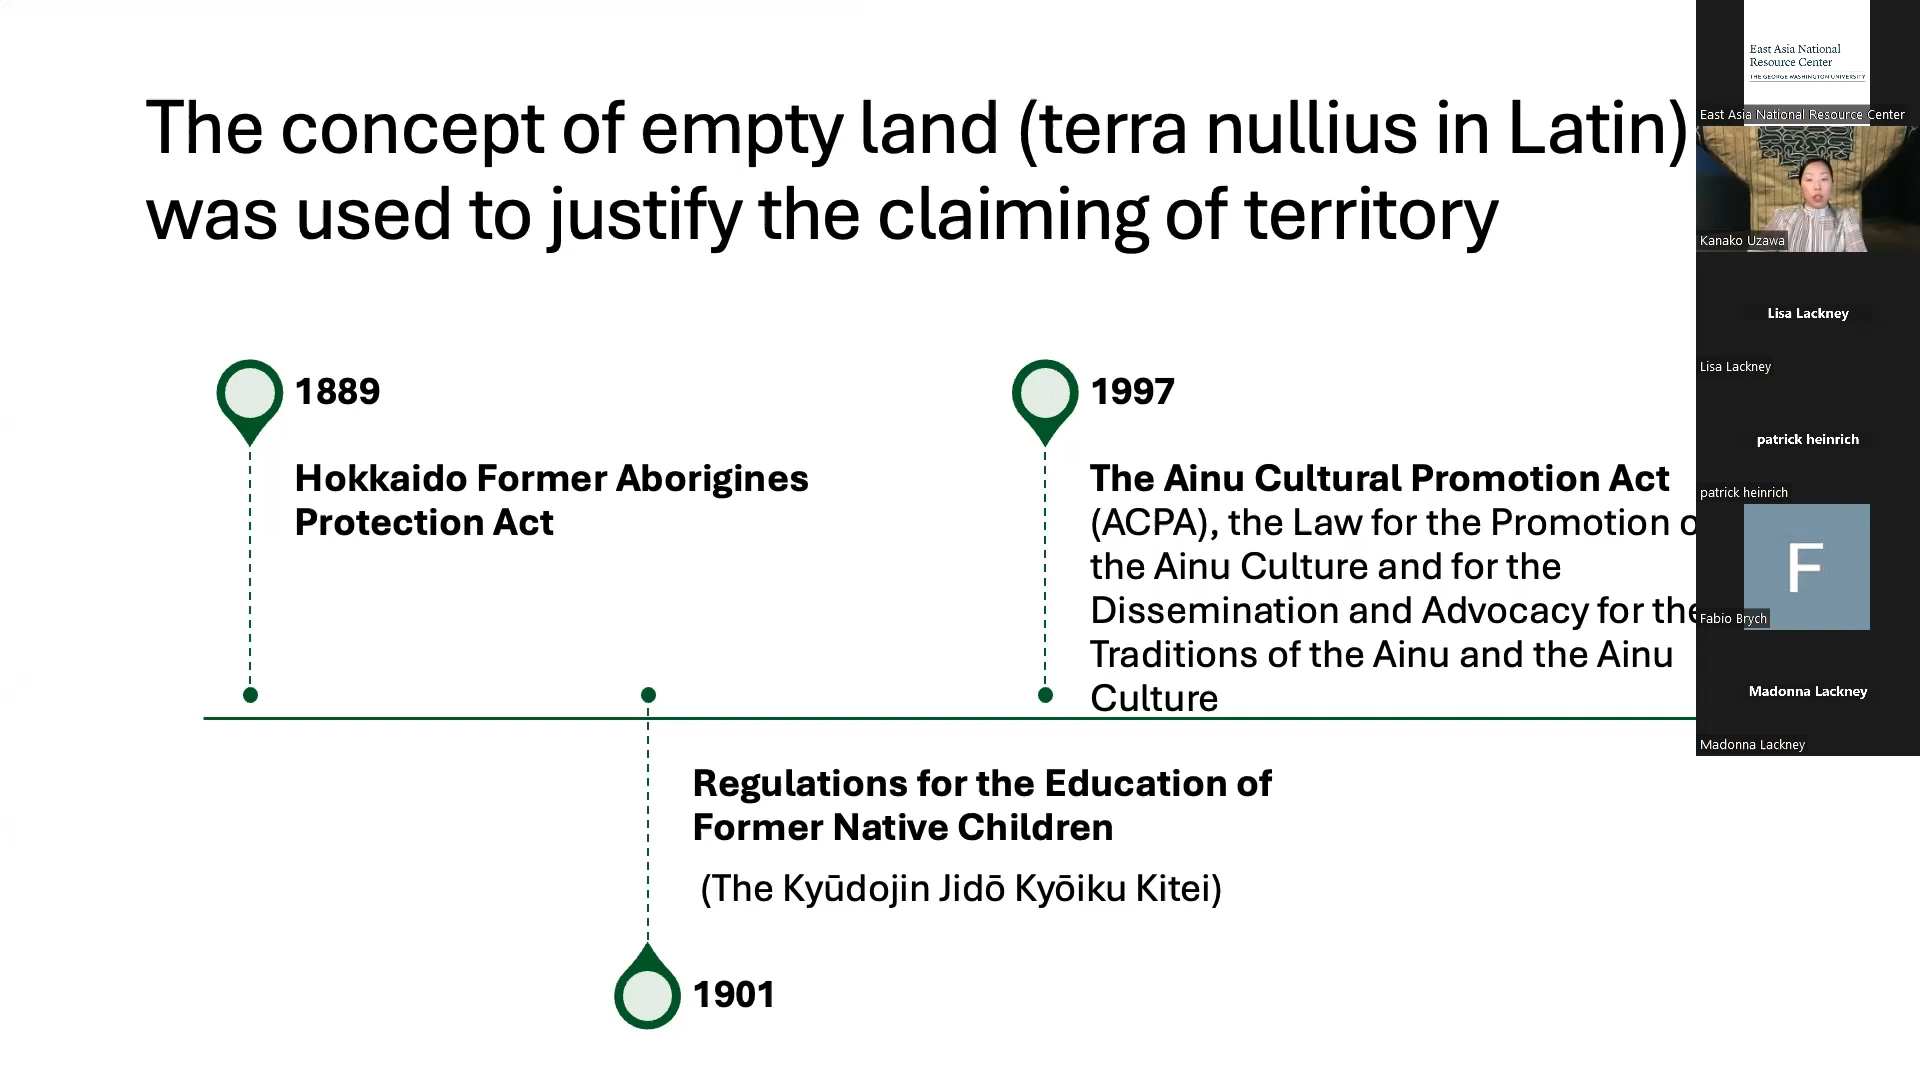 The concept of empty land (terra nullius in Latin)
was used to justify the claiming of territory
1889
Hokkaido Former Aborigines
Protection Act
1997
The Ainu Cultural Promotion Act
(ACPA), the Law for the Promotion o
the Ainu Culture and for the
Dissemination and Advocacy for the
Traditions of the Ainu and the Ainu
Culture
Regulations for the Education of
Former Native Children
(The Kyūdojin Jidō Kyōiku Kitei)
1901
East Asia National
Resource Center
THE GEORGE WASHINGTON UNIVERSITY
East Asia National Resource Center
Kanako Uzawa
Lisa Lackney
Lisa Lackney
patrick heinrich
patrick heinrich
F
Fabio Brych
Madonna Lackney
Madonna Lackney